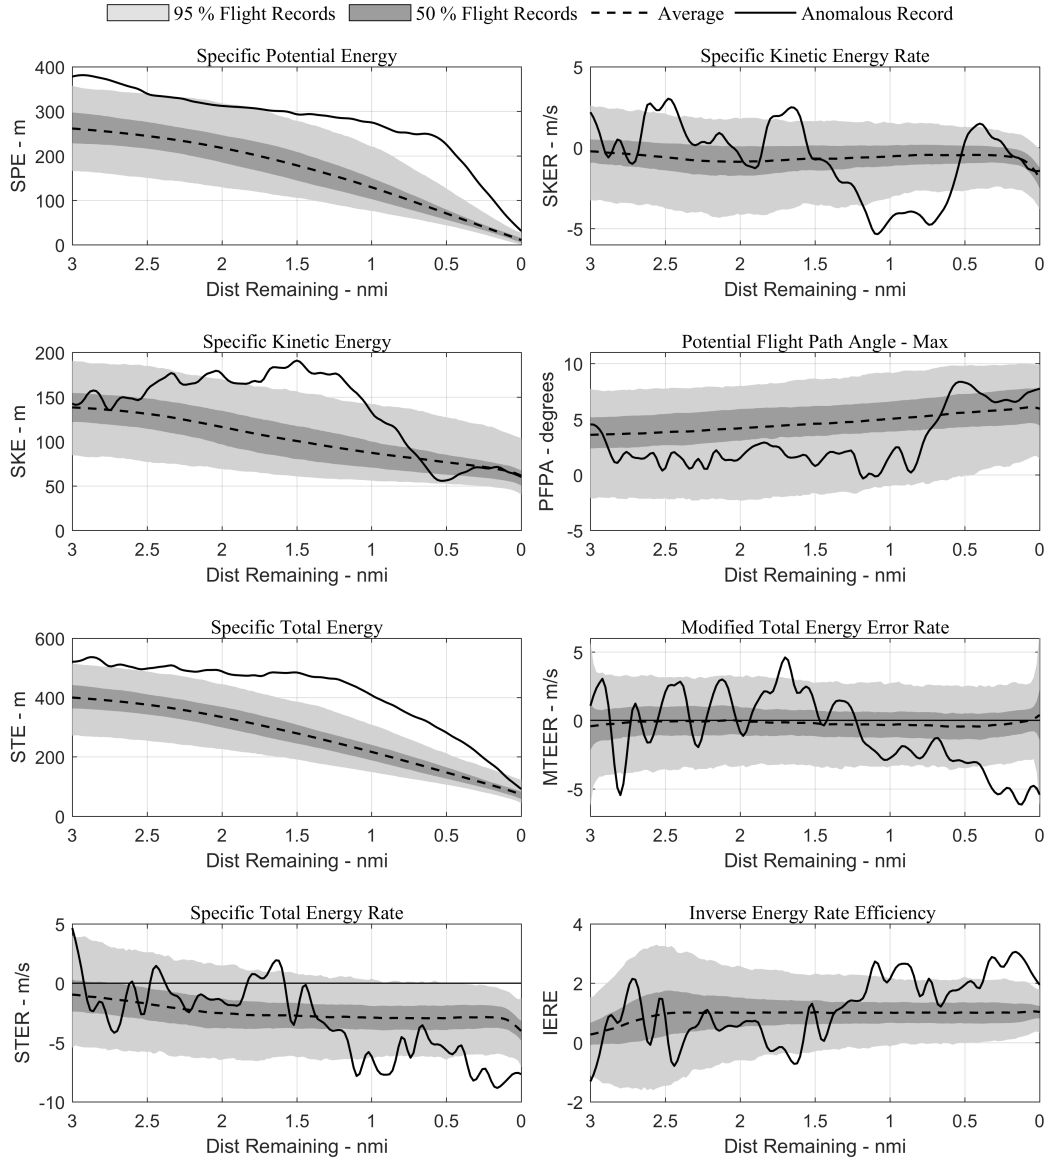 95 % Flight Records 50 % Flight Records Average Anomalous Record
Specific Potential Energy
400
300
200
100
0
SPE - m
3 2.5 2 1.5 1 0.5 0
Dist Remaining - nmi
Specific Kinetic Energy Rate
5
0
-5
SKER - m/s
3 2.5 2 1.5 1 0.5 0
Dist Remaining - nmi
Specific Kinetic Energy
200
150
100
50
0
SKE - m
3 2.5 2 1.5 1 0.5 0
Dist Remaining - nmi
Potential Flight Path Angle - Max
10
5
0
-5
PFPA - degrees
3 2.5 2 1.5 1 0.5 0
Dist Remaining - nmi
Specific Total Energy
600
400
200
0
STE - m
3 2.5 2 1.5 1 0.5 0
Dist Remaining - nmi
Modified Total Energy Error Rate
5
0
-5
MTEER - m/s
3 2.5 2 1.5 1 0.5 0
Dist Remaining - nmi
Specific Total Energy Rate
5
0
-5
-10
STER - m/s
3 2.5 2 1.5 1 0.5 0
Dist Remaining - nmi
Inverse Energy Rate Efficiency
4
2
0
-2
IERE
3 2.5 2 1.5 1 0.5 0
Dist Remaining - nmi